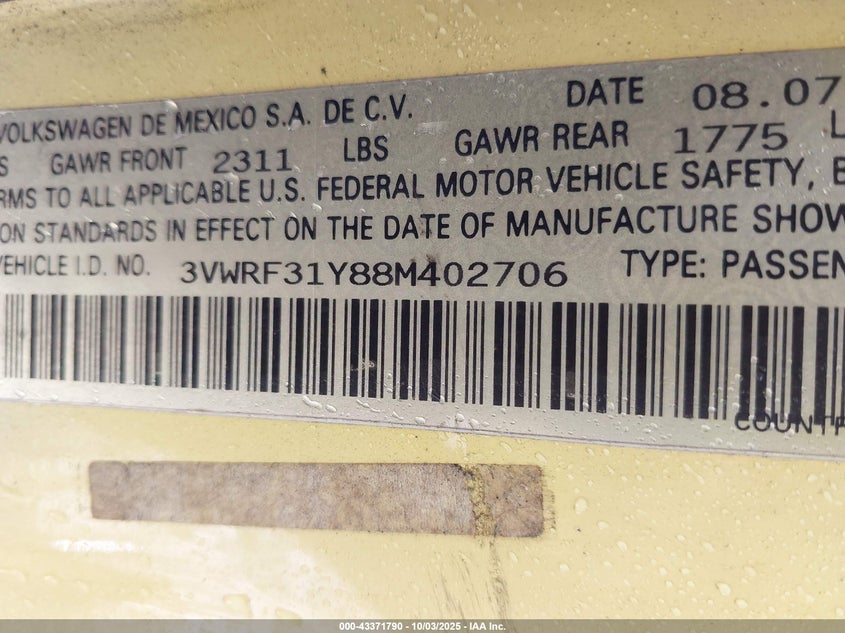 VOLKSWAGEN DE MEXICO S.A. DE C.V. DATE 08.07
S GAWR FRONT 2311 LBS GAWR REAR 1775 L
RMS TO ALL APPLICABLE U.S. FEDERAL MOTOR VEHICLE SAFETY, B
ON STANDARDS IN EFFECT ON THE DATE OF MANUFACTURE SHOW
VEHICLE I.D. NO. 3VWRF31Y88M402706 TYPE: PASSEN
COUNTR
000-43371790 - 10/03/2025 - IAA Inc.